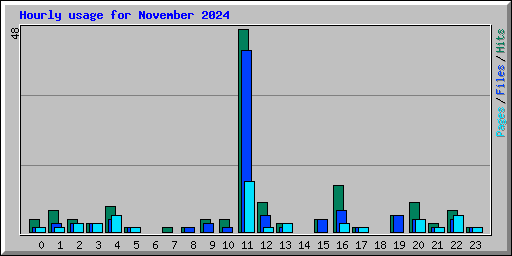 Hourly usage for November 2024
48
Pages/Files/Hits
0 1 2 3 4 5 6 7 8 9 10 11 12 13 14 15 16 17 18 19 20 21 22 23